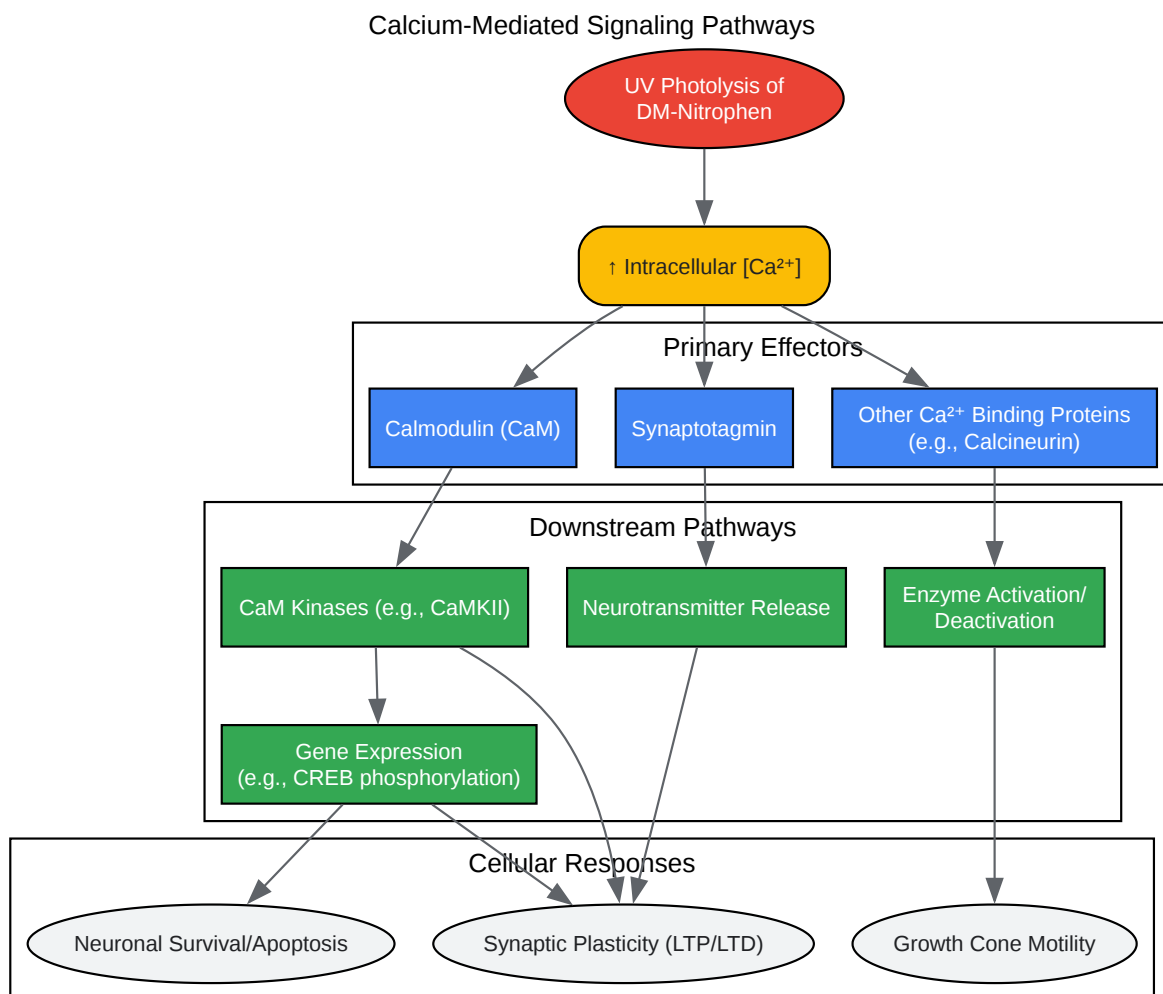 Calcium-Mediated Signaling Pathways
UV Photolysis of
DM-Nitrophen
↑ Intracellular [Ca²⁺]
Primary Effectors
Calmodulin (CaM)
Synaptotagmin
Other Ca²⁺ Binding Proteins
(e.g., Calcineurin)
Downstream Pathways
CaM Kinases (e.g., CaMKII)
Neurotransmitter Release
Enzyme Activation/
Deactivation
Gene Expression
(e.g., CREB phosphorylation)
Cellular Responses
Neuronal Survival/Apoptosis
Synaptic Plasticity (LTP/LTD)
Growth Cone Motility